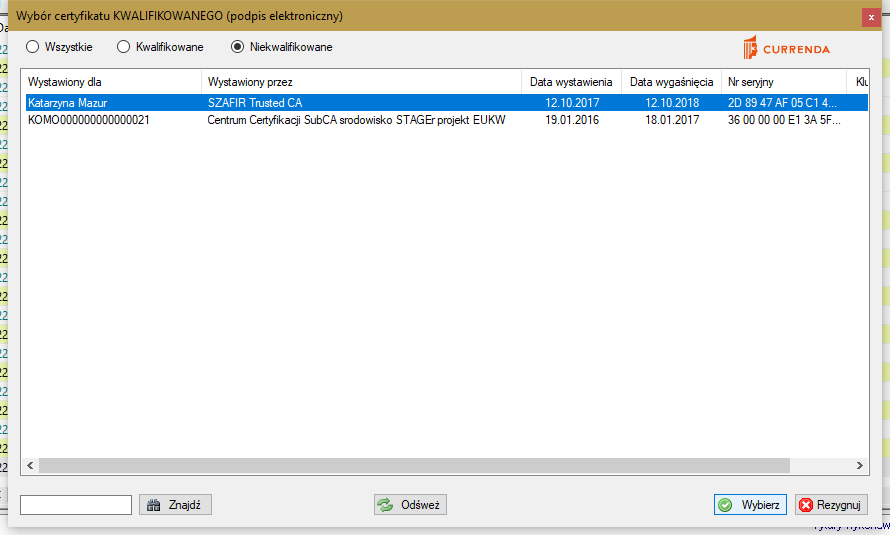 Wybór certyfikatu KWALIFIKOWANEGO (podpis elektroniczny)
Wszystkie Kwalifikowane Niekwalifikowane
CURRENDA
Wystawiony dla Wystawiony przez Data wystawienia Data wygaśnięcia Nr seryjny
Katarzyna Mazur SZAFIR Trusted CA 12.10.2017 12.10.2018 2D 89 47 AF 05 C1 4...
KOMO000000000000021 Centrum Certyfikacji SubCA srodowisko STAGEr projekt EUKW 19.01.2016 18.01.2017 36 00 00 00 E1 3A 5F...
Znajdź Odśwież Wybierz Rezygnuj